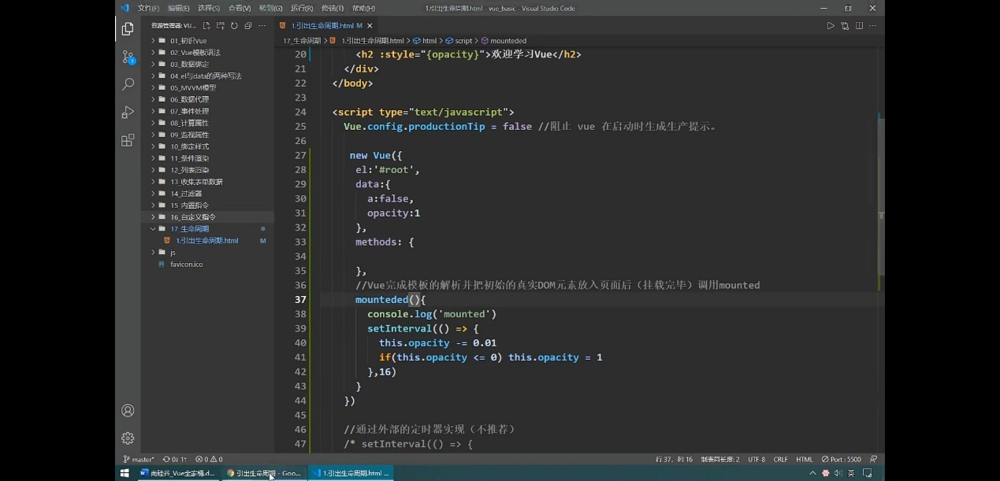 文件(F) 编辑(E) 选择(S) 查看(V) 转到(G) 运行(R) 终端(T) 帮助(H) 1.引出生命周期.html - vue_basic - Visual Studio Code
资源管理器: VU... 1.引出生命周期.html M
17_生命周期 > 1.引出生命周期.html > html > script > mounteded
01_初识Vue
02_Vue模板语法
03_数据绑定
04_el与data的两种写法
05_MVVM模型
06_数据代理
07_事件处理
08_计算属性
09_监视属性
10_绑定样式
11_条件渲染
12_列表渲染
13_收集表单数据
14_过滤器
15_内置指令
16_自定义指令
17_生命周期
1.引出生命周期.html M
js
favicon.ico
20 <h2 :style="{opacity}">欢迎学习Vue</h2>
21 </div>
22 </body>
23
24 <script type="text/javascript">
25 Vue.config.productionTip = false //阻止 vue 在启动时生成生产提示。
26
27 new Vue({
28 el:'#root',
29 data:{
30 a:false,
31 opacity:1
32 },
33 methods: {
34
35 },
36 //Vue完成模板的解析并把初始的真实DOM元素放入页面后（挂载完毕）调用mounted
37 mounteded(){
38 console.log('mounted')
39 setInterval(() => {
40 this.opacity -= 0.01
41 if(this.opacity <= 0) this.opacity = 1
42 },16)
43 }
44 })
45
46 //通过外部的定时器实现（不推荐）
47 /* setInterval(() => {
master* 0↓ 1↑ 0 0 行 37，列 16 制表符长度: 2 UTF-8 CRLF HTML Port : 5500
尚硅谷_Vue全家桶.d... 引出生命周期 - Goo... 1.引出生命周期.html ... 英